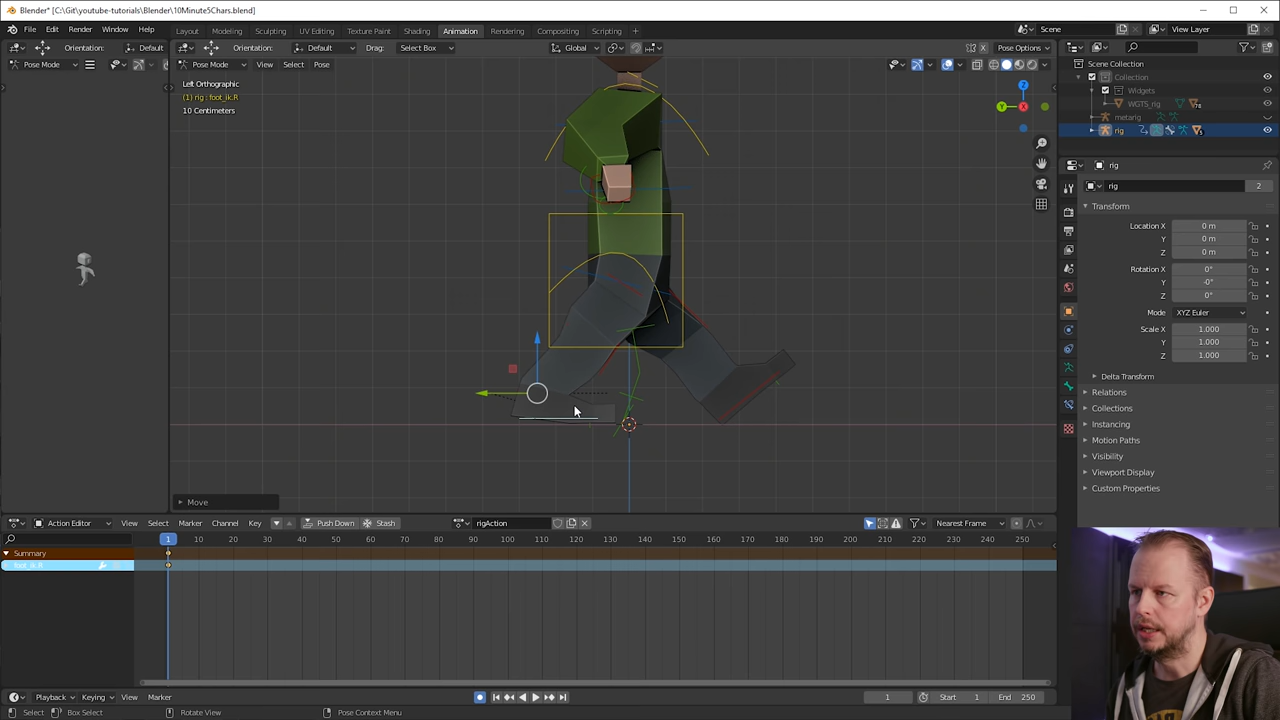 Blender* [C:\Git\youtube-tutorials\Blender\10Minute5Chars.blend]
File Edit Render Window Help Layout Modeling Sculpting UV Editing Texture Paint Shading Animation Rendering Compositing Scripting Scene View Layer
Orientation: Default Orientation: Default Drag: Select Box Global Pose Options Scene Collection
Pose Mode Pose Mode View Select Pose Collection
Left Orthographic Widgets
(1) rig : foot_ik.R WGTS_rig
10 Centimeters metarig
rig
rig
rig 2
Transform
Location X 0 m
Y 0 m
Z 0 m
Rotation X 0°
Y -0°
Z 0°
Mode XYZ Euler
Scale X 1.000
Y 1.000
Z 1.000
Delta Transform
Relations
Collections
Instancing
Motion Paths
Visibility
Viewport Display
Custom Properties
Move
Action Editor View Select Marker Channel Key Push Down Stash rigAction Nearest Frame
1 10 20 30 40 50 60 70 80 90 100 110 120 130 140 150 160 170 180 190 200 210 220 230 240 250
Summary
foot_ik.R
Playback Keying View Marker 1 Start 1 End 250
Select Box Select Rotate View Pose Context Menu